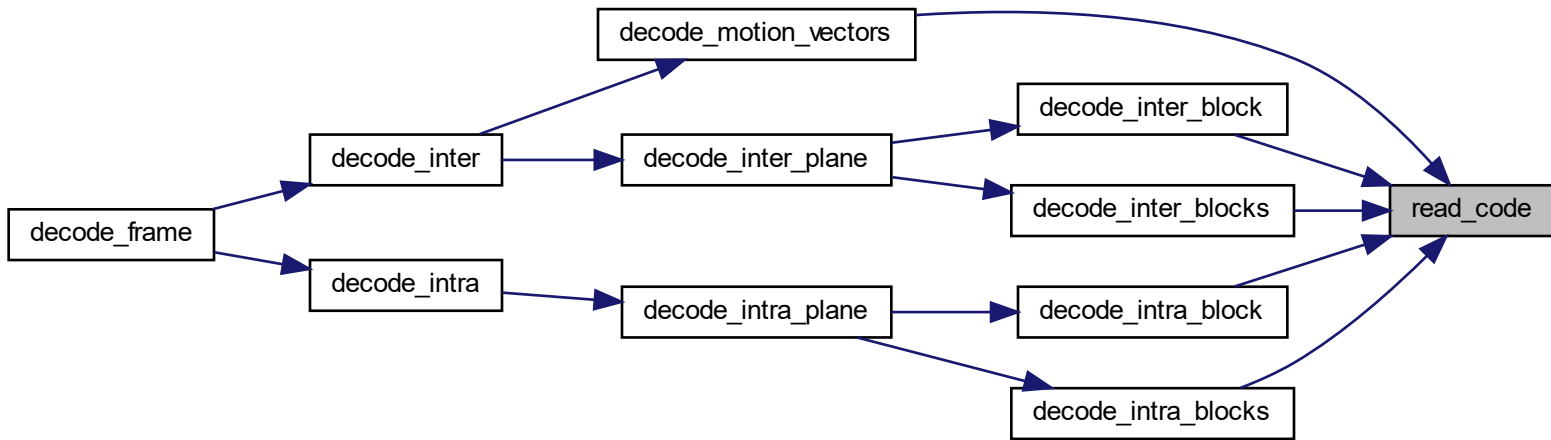 decode_motion_vectors
decode_inter_block
decode_inter
decode_inter_plane
read_code
decode_inter_blocks
decode_frame
decode_intra
decode_intra_plane
decode_intra_block
decode_intra_blocks